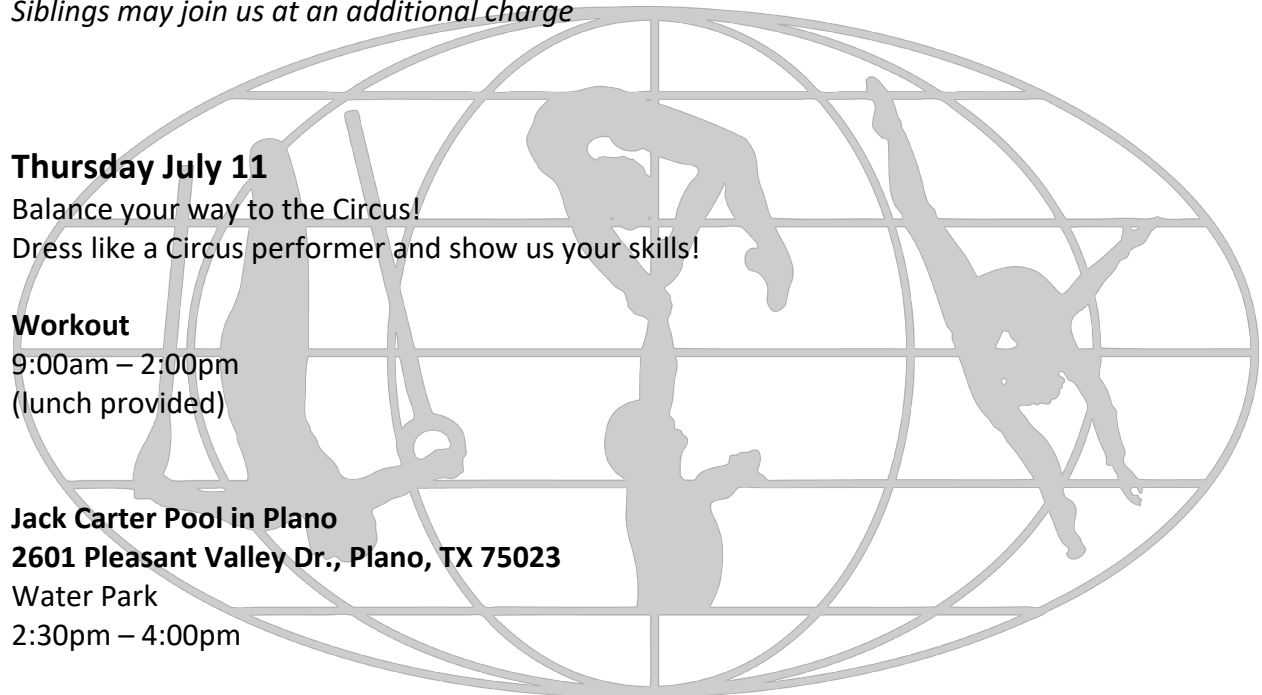 Siblings may join us at an additional charge
Thursday July 11
Balance your way to the Circus!
Dress like a Circus performer and show us your skills!
Workout
9:00am – 2:00pm
(lunch provided)
Jack Carter Pool in Plano
2601 Pleasant Valley Dr., Plano, TX 75023
Water Park
2:30pm – 4:00pm